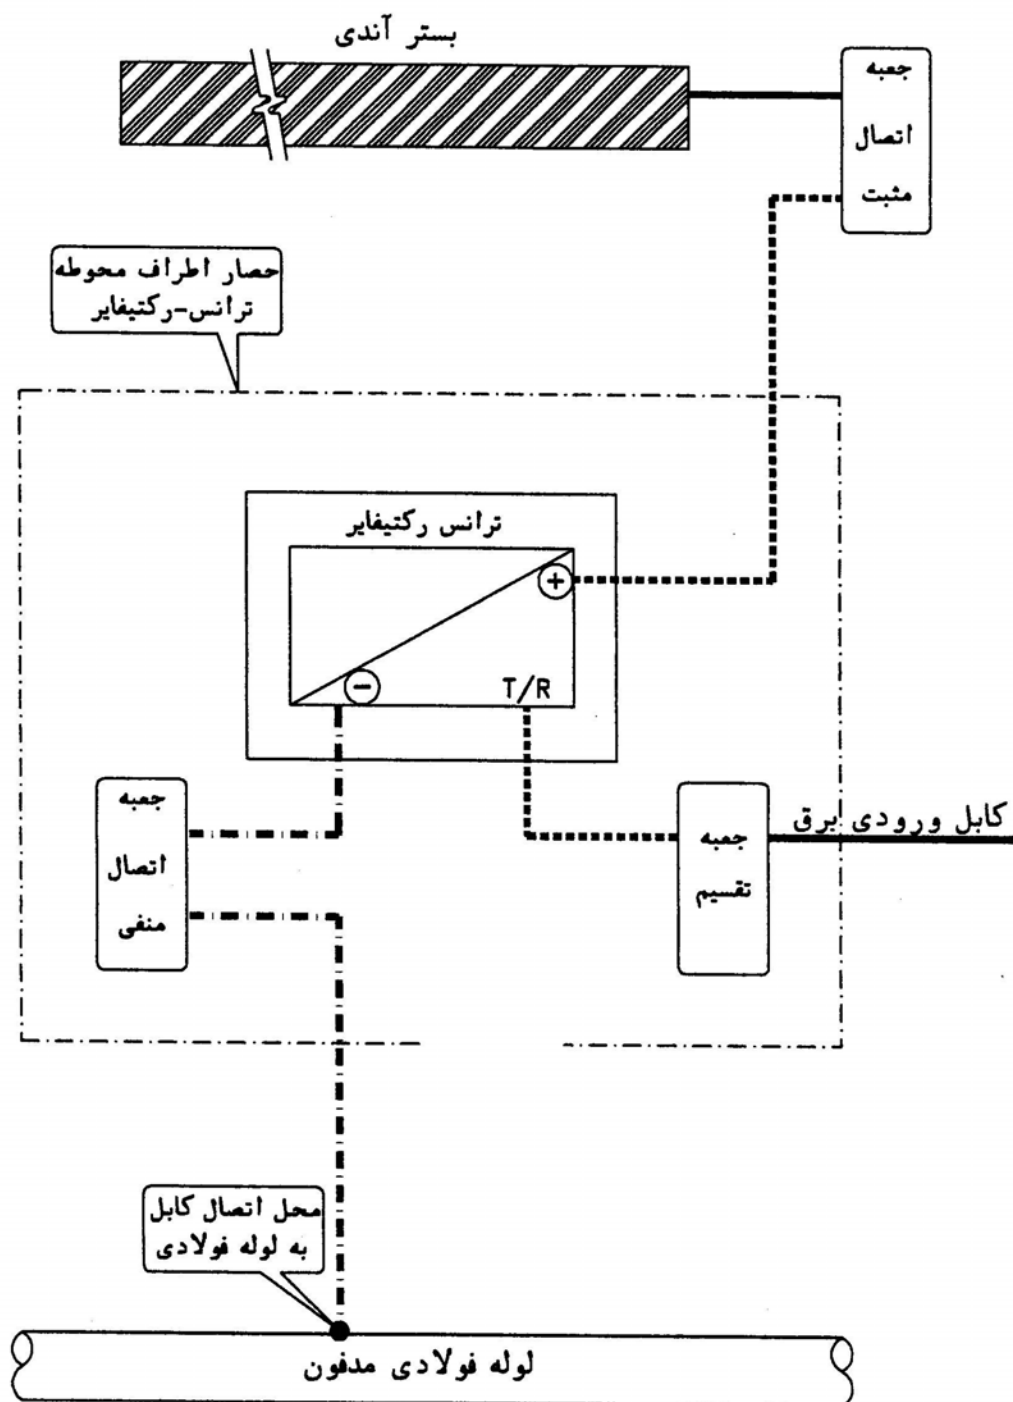 بستر آندی
جعبه
اتصال
مثبت
حصار اطراف محوطه
ترانس-رکتیفایر
ترانس رکتیفایر
+
−
T/R
جعبه
اتصال
منفی
جعبه
تقسیم
کابل ورودی برق
محل اتصال کابل
به لوله فولادی
لوله فولادی مدفون